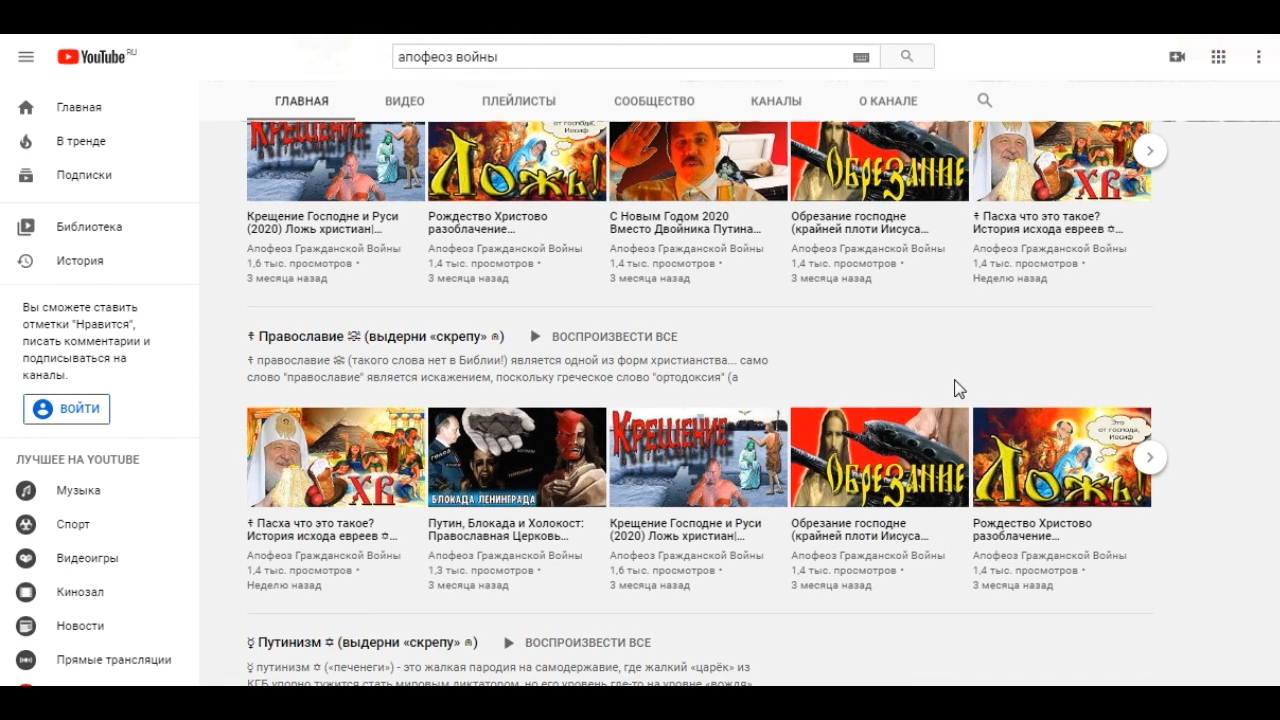 YouTube RU
апофеоз войны
Главная
В тренде
Подписки
Библиотека
История
Вы сможете ставить
отметки "Нравится",
писать комментарии и
подписываться на
каналы.
ВОЙТИ
ЛУЧШЕЕ НА YOUTUBE
Музыка
Спорт
Видеоигры
Кинозал
Новости
Прямые трансляции
ГЛАВНАЯ ВИДЕО ПЛЕЙЛИСТЫ СООБЩЕСТВО КАНАЛЫ О КАНАЛЕ
КРЕЩЕНИЕ
от господа,
Иосиф
Ложь!
Обрезание
ХВ
Крещение Господне и Руси
(2020) Ложь христиан|...
Апофеоз Гражданской Войны
1,6 тыс. просмотров •
3 месяца назад
Рождество Христово
разоблачение...
Апофеоз Гражданской Войны
1,4 тыс. просмотров •
3 месяца назад
С Новым Годом 2020
Вместо Двойника Путина...
Апофеоз Гражданской Войны
1,4 тыс. просмотров •
3 месяца назад
Обрезание господне
(крайней плоти Иисуса...
Апофеоз Гражданской Войны
1,4 тыс. просмотров •
3 месяца назад
✝ Пасха что это такое?
История исхода евреев ✡...
Апофеоз Гражданской Войны
1,4 тыс. просмотров •
Неделю назад
✝ Православие (выдерни «скрепу») ВОСПРОИЗВЕСТИ ВСЕ
✝ православие (такого слова нет в Библии!) является одной из форм христианства... само
слово "православие" является искажением, поскольку греческое слово "ортодоксия" (а
ХВ
ГОЛОД
БЛОКАДА ЛЕНИНГРАДА
КРЕЩЕНИЕ
Обрезание
Это
от господа,
Иосиф
Ложь!
✝ Пасха что это такое?
История исхода евреев ✡...
Апофеоз Гражданской Войны
1,4 тыс. просмотров •
Неделю назад
Путин, Блокада и Холокост:
Православная Церковь...
Апофеоз Гражданской Войны
1,3 тыс. просмотров •
3 месяца назад
Крещение Господне и Руси
(2020) Ложь христиан|...
Апофеоз Гражданской Войны
1,6 тыс. просмотров •
3 месяца назад
Обрезание господне
(крайней плоти Иисуса...
Апофеоз Гражданской Войны
1,4 тыс. просмотров •
3 месяца назад
Рождество Христово
разоблачение...
Апофеоз Гражданской Войны
1,4 тыс. просмотров •
3 месяца назад
☿ Путинизм ✡ (выдерни «скрепу») ВОСПРОИЗВЕСТИ ВСЕ
☿ путинизм ✡ («печенеги») - это жалкая пародия на самодержавие, где жалкий «царёк» из
КГБ упорно тужится стать мировым диктатором, но его уровень где-то на уровне «вождя»